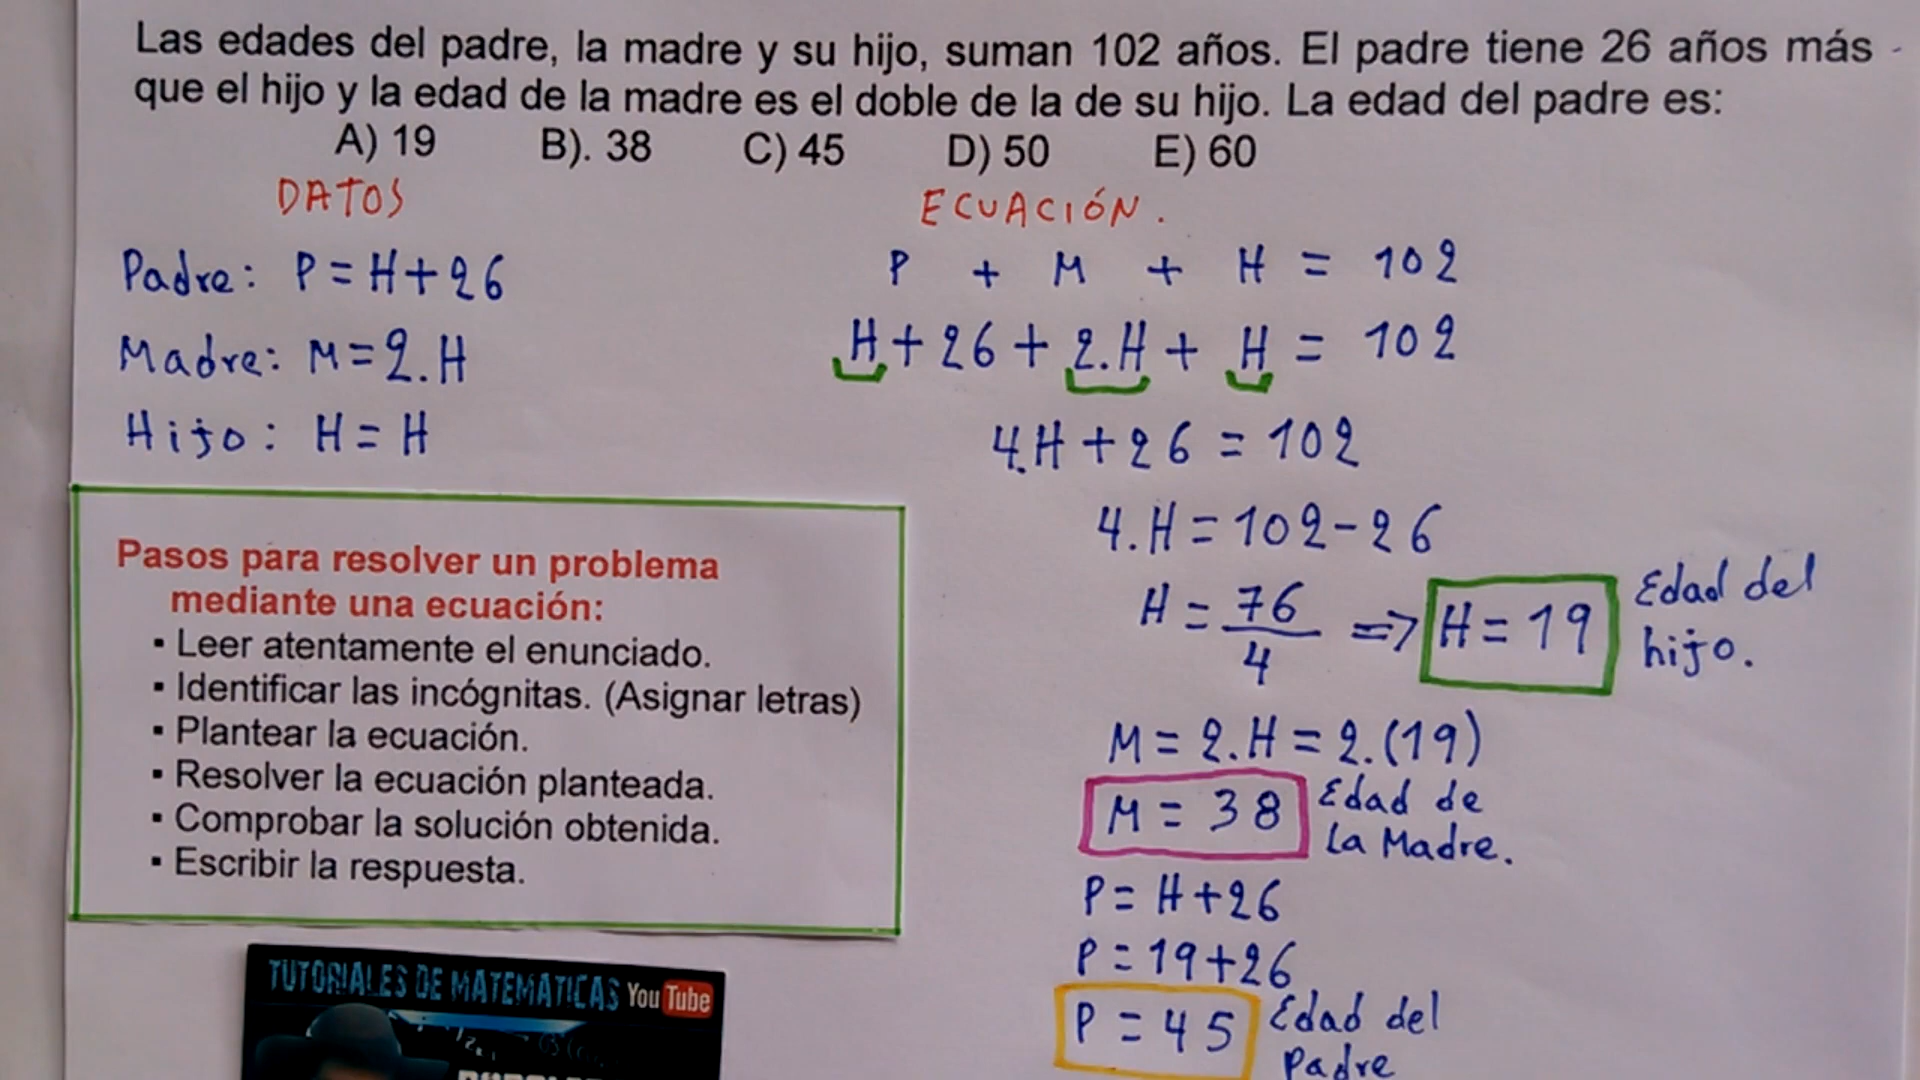 Las edades del padre, la madre y su hijo, suman 102 años. El padre tiene 26 años más
que el hijo y la edad de la madre es el doble de la de su hijo. La edad del padre es:
A) 19 B). 38 C) 45 D) 50 E) 60
DATOS
Padre: P = H + 26
Madre: M = 2.H
Hijo: H = H
ECUACIÓN.
P + M + H = 102
H + 26 + 2.H + H = 102
4.H + 26 = 102
4.H = 102 - 26
H = 76/4 => H = 19 Edad del
hijo.
M = 2.H = 2.(19)
M = 38 Edad de
la Madre.
P = H + 26
P = 19 + 26
P = 45 Edad del
Padre
Pasos para resolver un problema
mediante una ecuación:
▪ Leer atentamente el enunciado.
▪ Identificar las incógnitas. (Asignar letras)
▪ Plantear la ecuación.
▪ Resolver la ecuación planteada.
▪ Comprobar la solución obtenida.
▪ Escribir la respuesta.
TUTORIALES DE MATEMATICAS YouTube